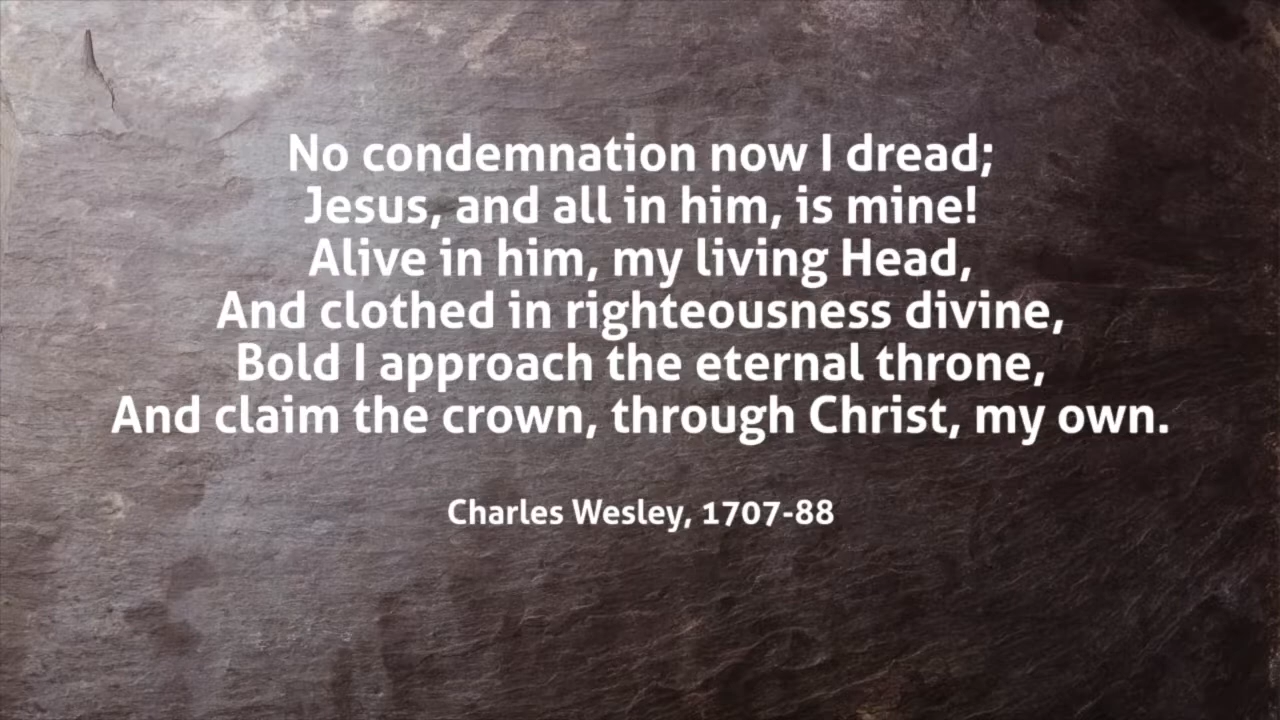 No condemnation now I dread;
Jesus, and all in him, is mine!
Alive in him, my living Head,
And clothed in righteousness divine,
Bold I approach the eternal throne,
And claim the crown, through Christ, my own.
Charles Wesley, 1707-88